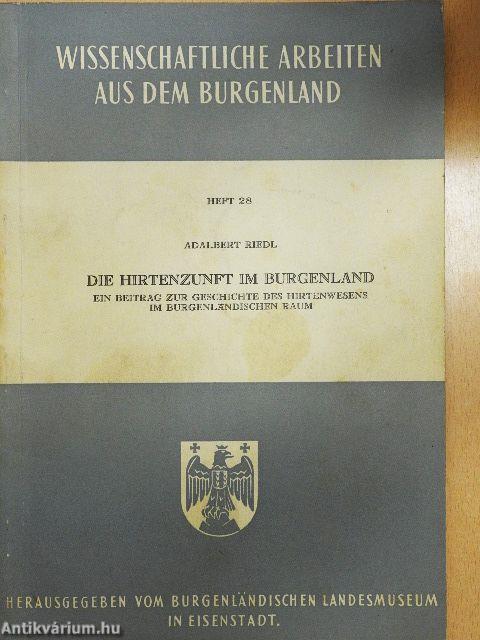 WISSENSCHAFTLICHE ARBEITEN
AUS DEM BURGENLAND
HEFT 28
ADALBERT RIEDL
DIE HIRTENZUNFT IM BURGENLAND
EIN BEITRAG ZUR GESCHICHTE DES HIRTENWESENS
IM BURGENLÄNDISCHEN RAUM
HERAUSGEGEBEN VOM BURGENLÄNDISCHEN LANDESMUSEUM
IN EISENSTADT.
Antikvárium.hu